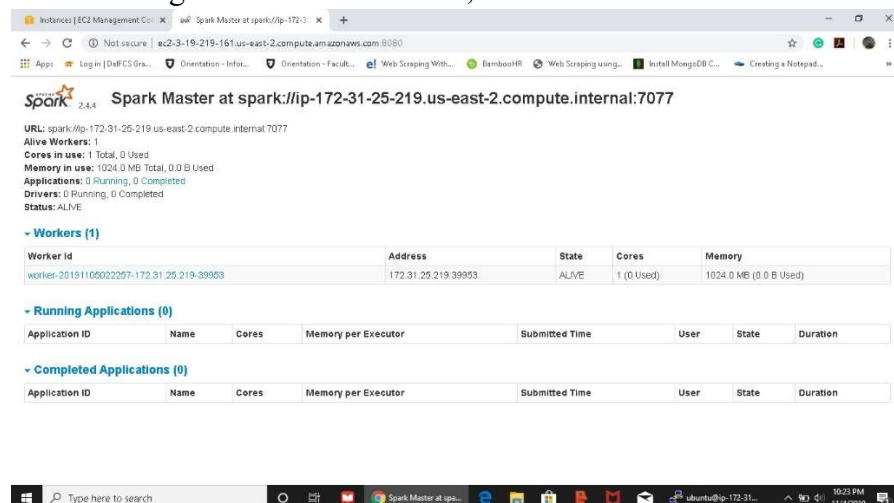 Instances | EC2 Management Co
Spark Master at spark://ip-172-3
Not secure | ec2-3-19-219-161.us-east-2.compute.amazonaws.com:8080
Apps
Log in | DalFCS Gra...
Orientation - Infor...
Orientation - Facult...
Web Scraping With...
BambooHR
Web Scraping using...
Install MongoDB C...
Creating a Notepad...
Spark 2.4.4 Spark Master at spark://ip-172-31-25-219.us-east-2.compute.internal:7077
URL: spark://ip-172-31-25-219.us-east-2.compute.internal:7077
Alive Workers: 1
Cores in use: 1 Total, 0 Used
Memory in use: 1024.0 MB Total, 0.0 B Used
Applications: 0 Running, 0 Completed
Drivers: 0 Running, 0 Completed
Status: ALIVE
Workers (1)
Worker Id Address State Cores Memory
worker-20191105022257-172.31.25.219-39953 172.31.25.219:39953 ALIVE 1 (0 Used) 1024.0 MB (0.0 B Used)
Running Applications (0)
Application ID Name Cores Memory per Executor Submitted Time User State Duration
Completed Applications (0)
Application ID Name Cores Memory per Executor Submitted Time User State Duration
Type here to search
Spark Master at spa...
ubuntu@ip-172-31...
10:23 PM